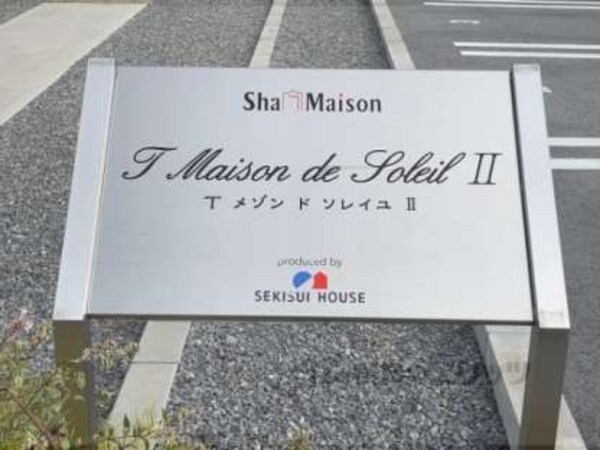 Sha Maison
T Maison de Soleil II
T メゾン ド ソレイユ II
produced by
SEKISUI HOUSE